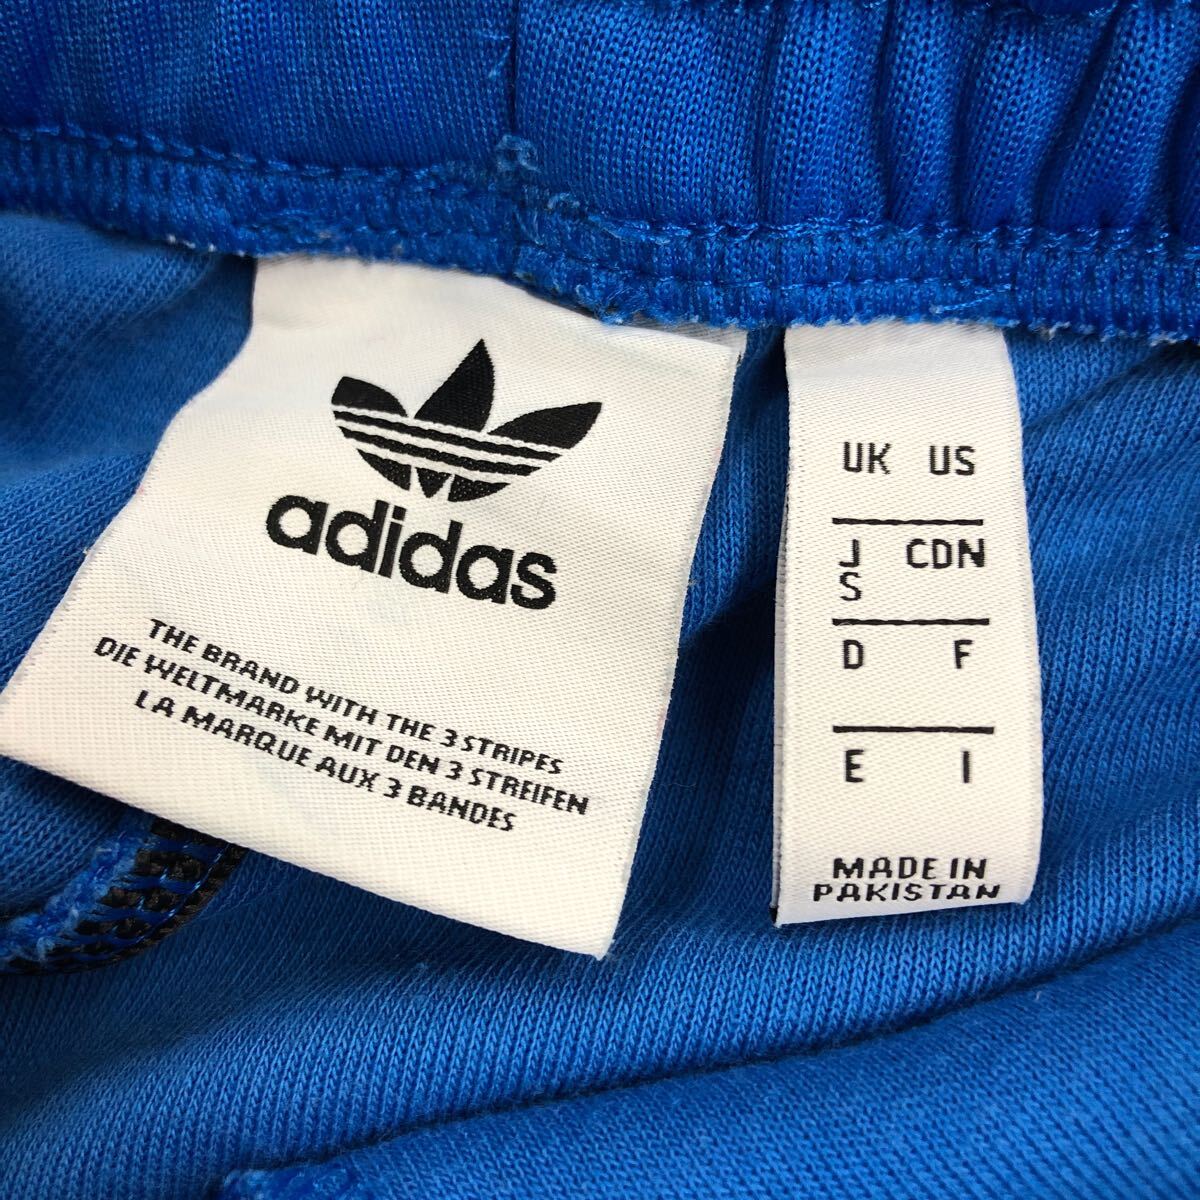 adidas
THE BRAND WITH THE 3 STRIPES
DIE WELTMARKE MIT DEN 3 STREIFEN
LA MARQUE AUX 3 BANDES
UK US
J CDN
S
D F
E I
MADE IN
PAKISTAN